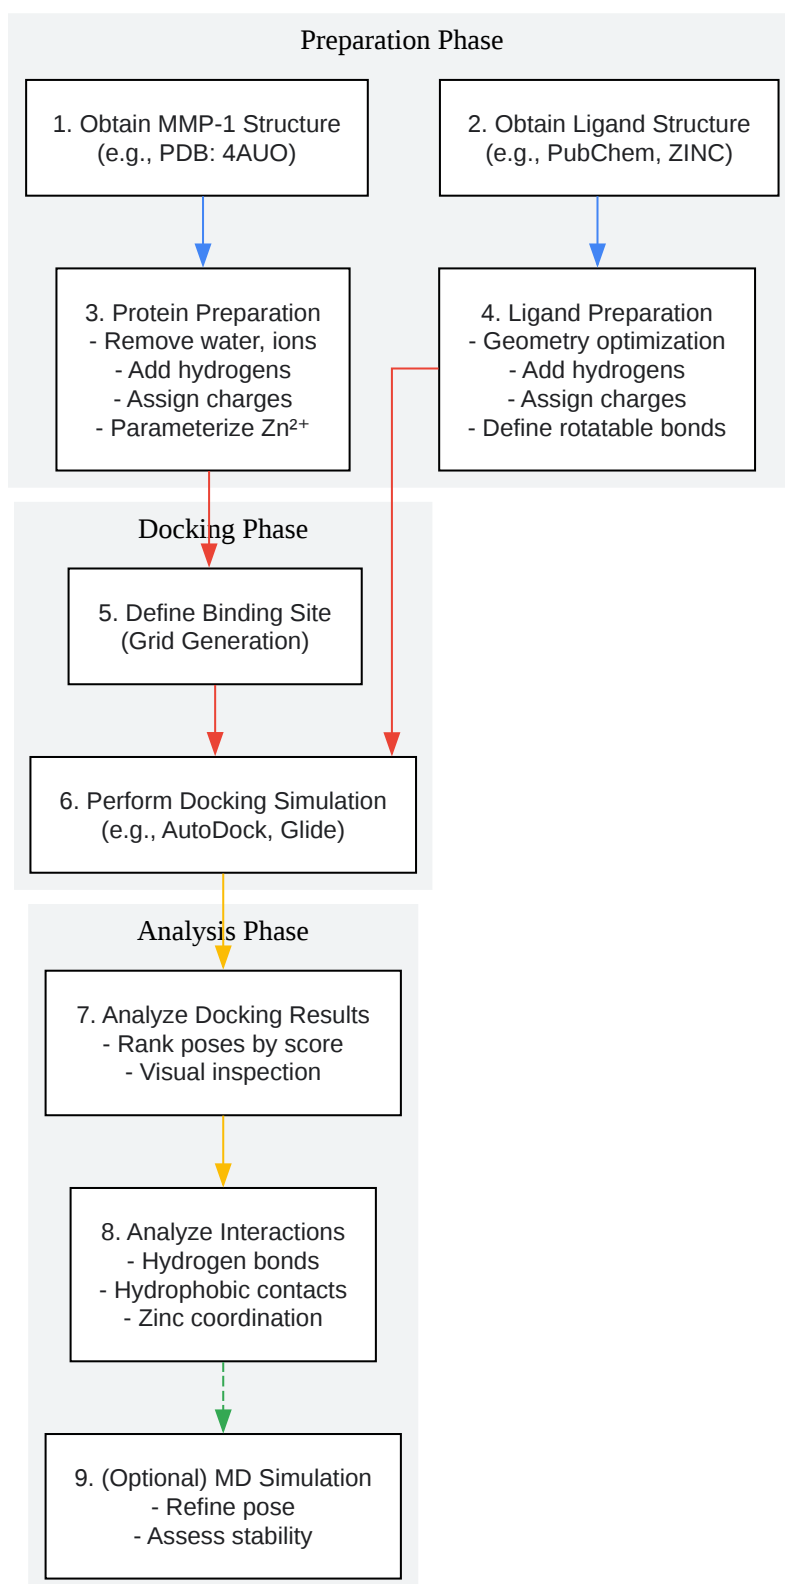 Preparation Phase
1. Obtain MMP-1 Structure
(e.g., PDB: 4AUO)
2. Obtain Ligand Structure
(e.g., PubChem, ZINC)
3. Protein Preparation
- Remove water, ions
- Add hydrogens
- Assign charges
- Parameterize Zn²⁺
4. Ligand Preparation
- Geometry optimization
- Add hydrogens
- Assign charges
- Define rotatable bonds
Docking Phase
5. Define Binding Site
(Grid Generation)
6. Perform Docking Simulation
(e.g., AutoDock, Glide)
Analysis Phase
7. Analyze Docking Results
- Rank poses by score
- Visual inspection
8. Analyze Interactions
- Hydrogen bonds
- Hydrophobic contacts
- Zinc coordination
9. (Optional) MD Simulation
- Refine pose
- Assess stability